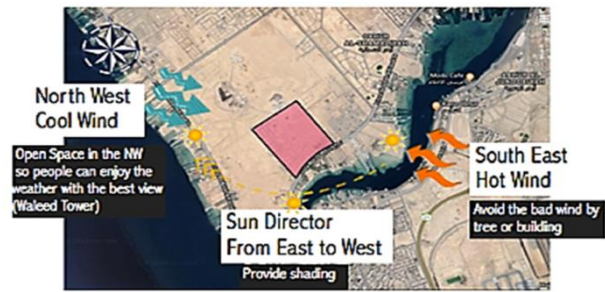 North West
Cool Wind
Open Space in the NW
so people can enjoy the
weather with the best view
(Waleed Tower)
Sun Director
From East to West
Provide shading
South East
Hot Wind
Avoid the bad wind by
tree or building